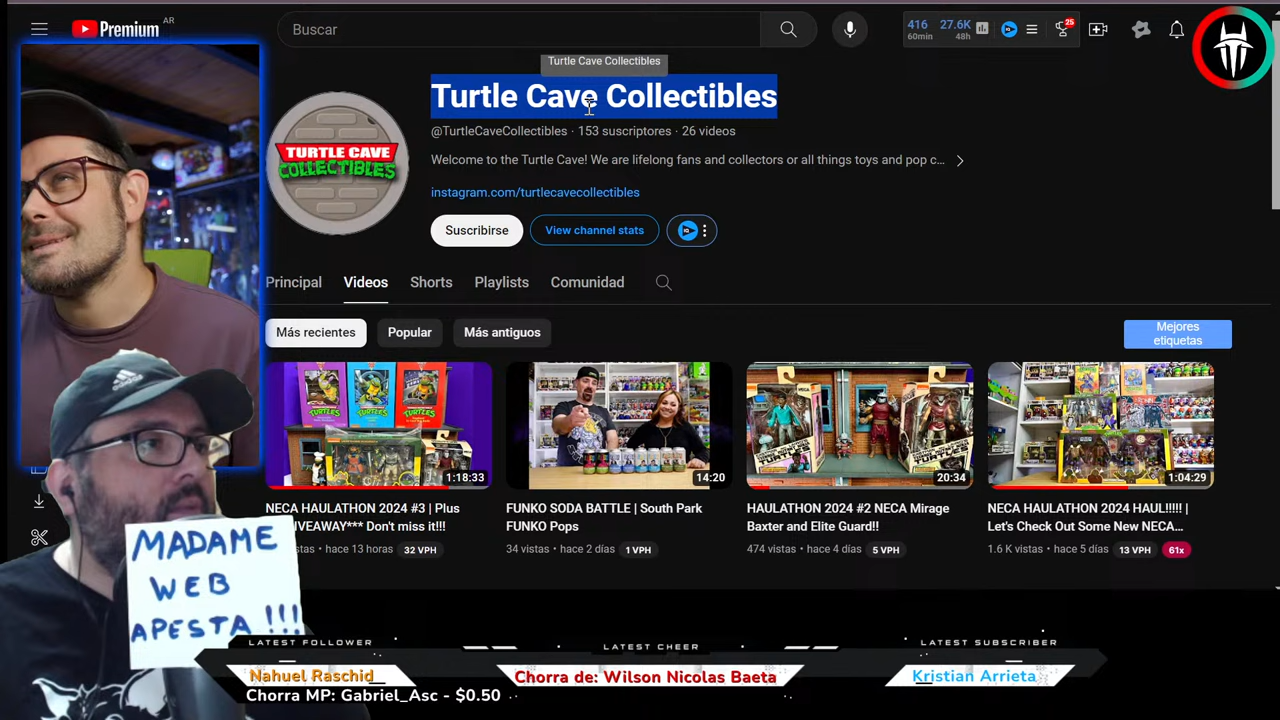 Premium
AR
Buscar
416
60min
27.6K
48h
25
Turtle Cave Collectibles
Turtle Cave Collectibles
@TurtleCaveCollectibles · 153 suscriptores · 26 videos
Welcome to the Turtle Cave! We are lifelong fans and collectors or all things toys and pop c...
instagram.com/turtlecavecollectibles
Suscribirse
View channel stats
TURTLE CAVE
COLLECTIBLES
Principal
Videos
Shorts
Playlists
Comunidad
Más recientes
Popular
Más antiguos
Mejores
etiquetas
1:18:33
14:20
20:34
1:04:29
NECA HAULATHON 2024 #3 | Plus
IVEAWAY*** Don't miss it!!!
stas • hace 13 horas
32 VPH
FUNKO SODA BATTLE | South Park
FUNKO Pops
34 vistas • hace 2 días
1 VPH
HAULATHON 2024 #2 NECA Mirage
Baxter and Elite Guard!!
474 vistas • hace 4 días
5 VPH
HAULATHON 2024 HAUL!!!!! |
Let's Check Out Some New NECA...
1.6 K vistas • hace 5 días
13 VPH
61x
adidas
MADAME
WEB
APESTA !!!
LATEST FOLLOWER
Nahuel Raschid
LATEST CHEER
Chorra de: Wilson Nicolas Baeta
LATEST SUBSCRIBER
Kristian Arrieta
Chorra MP: Gabriel_Asc - $0.50